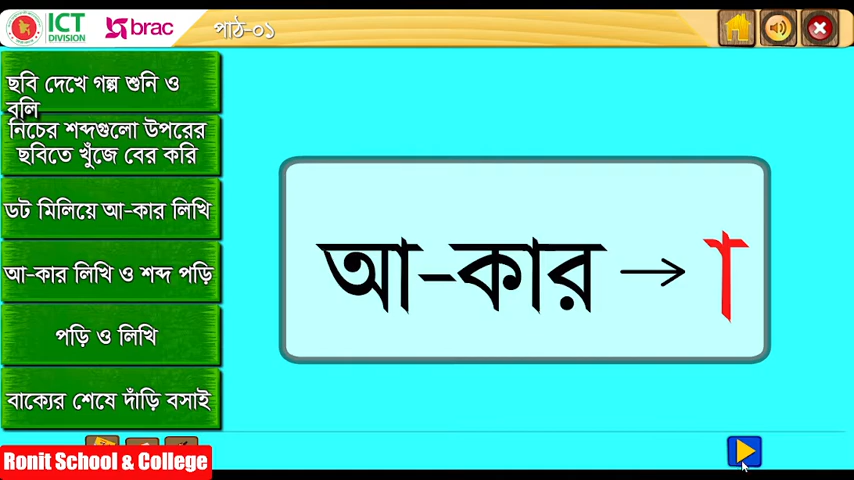 ICT
DIVISION
brac
পাঠ-০১
ছবি দেখে গল্প শুনি ও
বলি
নিচের শব্দগুলো উপরের
ছবিতে খুঁজে বের করি
ডট মিলিয়ে আ-কার লিখি
আ-কার লিখি ও শব্দ পড়ি
পড়ি ও লিখি
বাক্যের শেষে দাঁড়ি বসাই
আ-কার → া
Ronit School & College